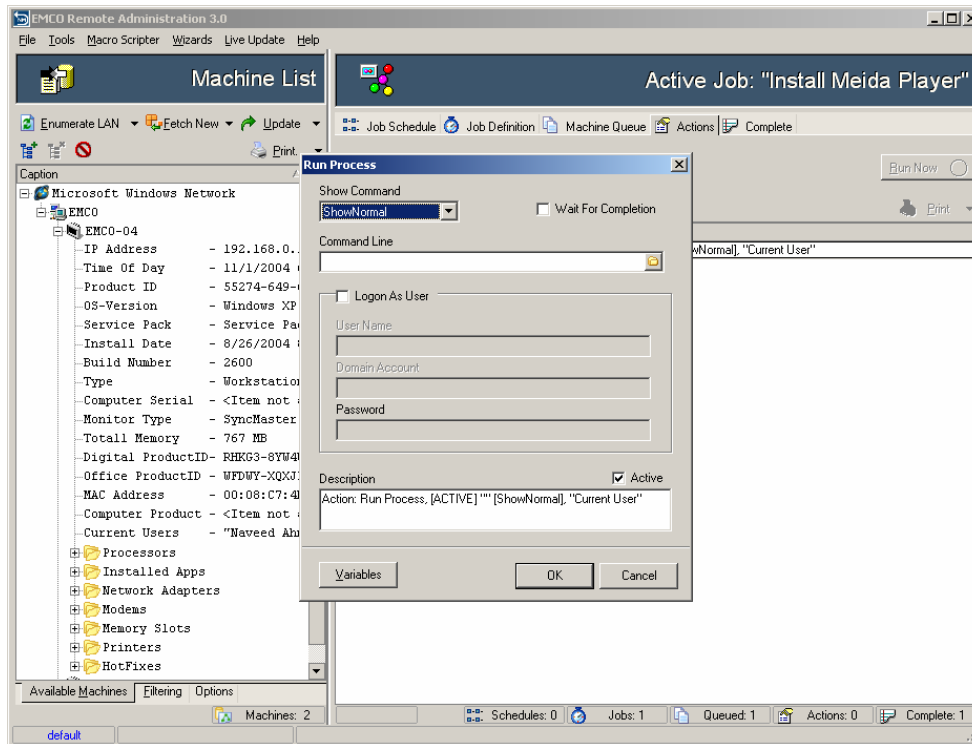 EMCO Remote Administration 3.0
File Tools Macro Scripter Wizards Live Update Help
Machine List
Active Job: "Install Meida Player"
Enumerate LAN Fetch New Update
Print
Job Schedule Job Definition Machine Queue Actions Complete
Run Now
Print
Caption
Microsoft Windows Network
EMCO
EMCO-04
IP Address - 192.168.0.
Time Of Day - 11/1/2004
Product ID - 55274-649-
OS-Version - Windows XP
Service Pack - Service Pa
Install Date - 8/26/2004
Build Number - 2600
Type - Workstation
Computer Serial - <Item not
Monitor Type - SyncMaster
Totall Memory - 767 MB
Digital ProductID- RHKG3-8YW4
Office ProductID - WFDWY-XQXJ
MAC Address - 00:08:C7:4
Computer Product - <Item not
Current Users - "Naveed Ah
Processors
Installed Apps
Network Adapters
Modems
Memory Slots
Printers
HotFixes
Available Machines Filtering Options
Machines: 2
default
Run Process
Show Command
ShowNormal
Wait For Completion
Command Line
Logon As User
User Name
Domain Account
Password
Description
Active
Action: Run Process, [ACTIVE] "" [ShowNormal], "Current User"
Variables OK Cancel
wNormal], "Current User"
Schedules: 0 Jobs: 1 Queued: 1 Actions: 0 Complete: 1